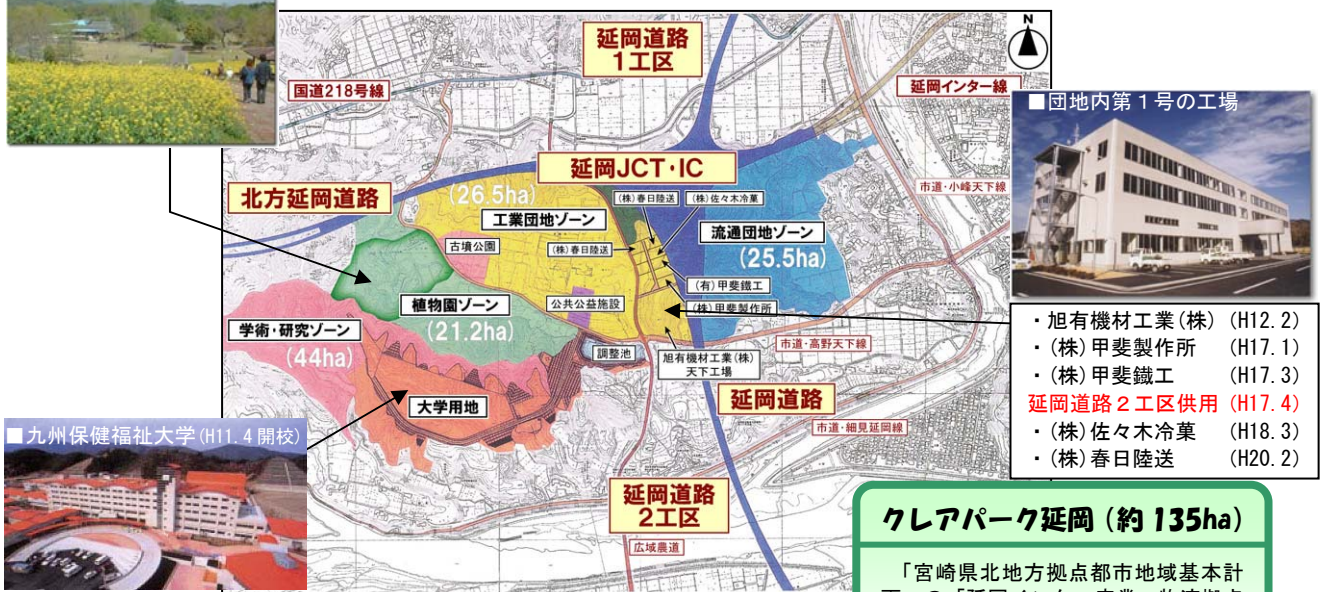 延岡道路
1工区
N
国道218号線
延岡インター線
■団地内第1号の工場
延岡JCT・IC
北方延岡道路
(26.5ha)
工業団地ゾーン
(株)春日陸送
(株)佐々木冷菓
市道・小峰天下線
古墳公園
(株)春日陸送
流通団地ゾーン
(25.5ha)
(有)甲斐鐵工
植物園ゾーン
(21.2ha)
公共公益施設
(株)甲斐製作所
学術・研究ゾーン
(44ha)
調整池
旭有機材工業(株)
天下工場
市道・高野天下線
大学用地
延岡道路
市道・細見延岡線
・旭有機材工業(株) (H12.2)
・(株)甲斐製作所 (H17.1)
・(株)甲斐鐵工 (H17.3)
延岡道路2工区供用 (H17.4)
・(株)佐々木冷菓 (H18.3)
・(株)春日陸送 (H20.2)
■九州保健福祉大学(H11.4開校)
延岡道路
2工区
広域農道
クレアパーク延岡(約135ha)
「宮崎県北地方拠点都市地域基本計